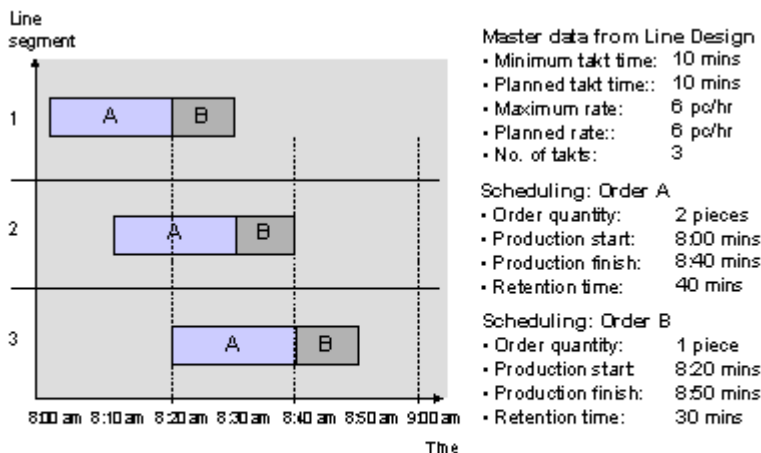 Line
segment
1
A
B
2
A
B
3
A
B
8:00 am 8:10 am 8:20 am 8:30 am 8:40 am 8:50 am 9:00 am
Time
Master data from Line Design
• Minimum takt time: 10 mins
• Planned takt time:: 10 mins
• Maximum rate: 6 pc/hr
• Planned rate:: 6 pc/hr
• No. of takts: 3
Scheduling: Order A
• Order quantity: 2 pieces
• Production start: 8:00 mins
• Production finish: 8:40 mins
• Retention time: 40 mins
Scheduling: Order B
• Order quantity: 1 piece
• Production start 8:20 mins
• Production finish: 8:50 mins
• Retention time: 30 mins